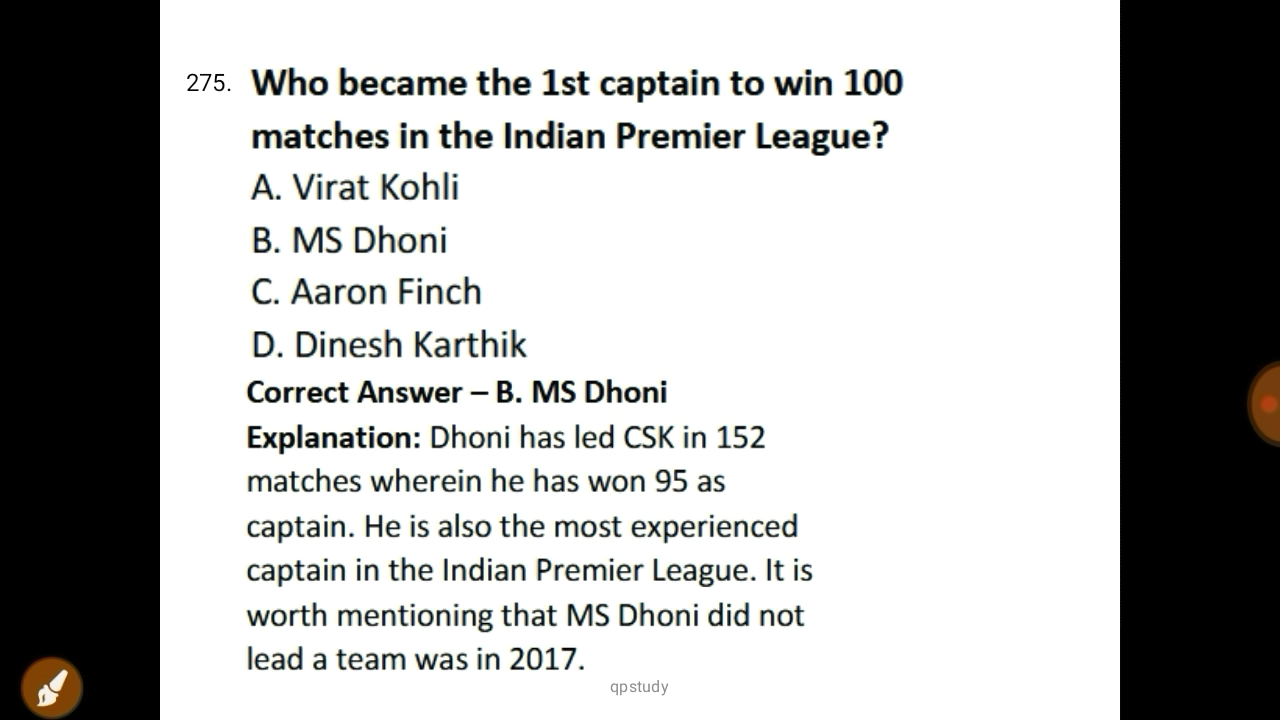 275. Who became the 1st captain to win 100
matches in the Indian Premier League?
A. Virat Kohli
B. MS Dhoni
C. Aaron Finch
D. Dinesh Karthik
Correct Answer – B. MS Dhoni
Explanation: Dhoni has led CSK in 152
matches wherein he has won 95 as
captain. He is also the most experienced
captain in the Indian Premier League. It is
worth mentioning that MS Dhoni did not
lead a team was in 2017.
qpstudy